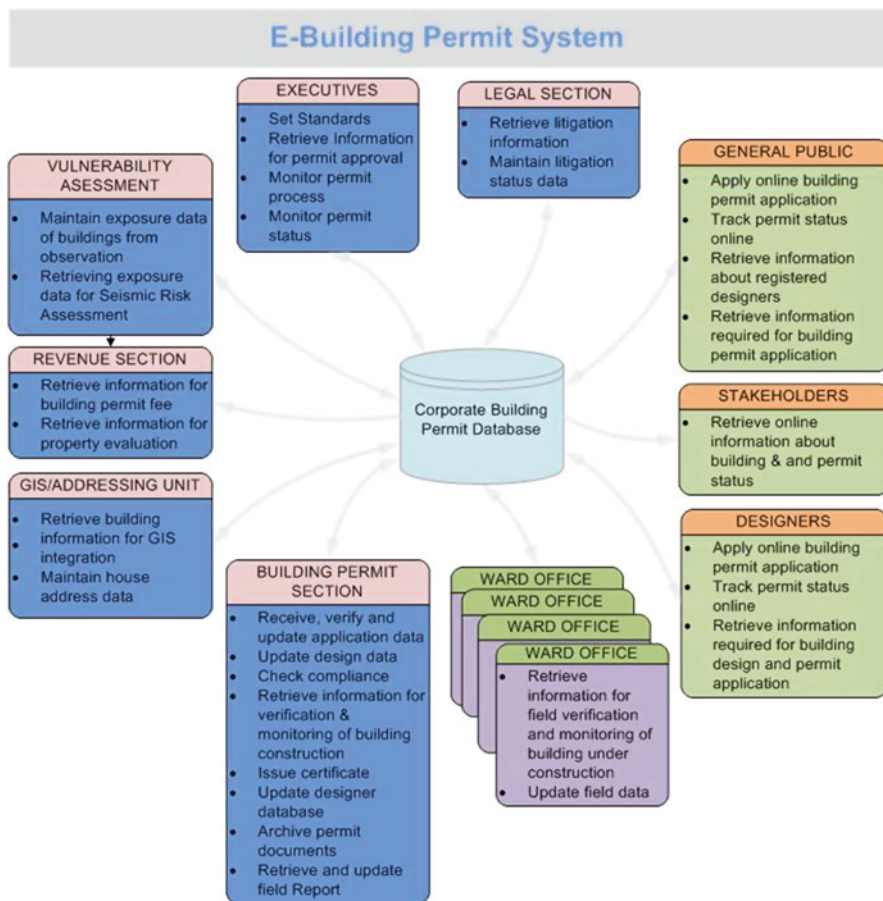 E-Building Permit System
EXECUTIVES
• Set Standards
• Retrieve Information
for permit approval
• Monitor permit
process
• Monitor permit
status
LEGAL SECTION
• Retrieve litigation
information
• Maintain litigation
status data
VULNERABILITY
ASESSMENT
• Maintain exposure data
of buildings from
observation
• Retrieving exposure
data for Seismic Risk
Assessment
GENERAL PUBLIC
• Apply online building
permit application
• Track permit status
online
• Retrieve information
about registered
designers
• Retrieve information
required for building
permit application
REVENUE SECTION
• Retrieve information for
building permit fee
• Retrieve information for
property evaluation
Corporate Building
Permit Database
STAKEHOLDERS
• Retrieve online
information about
building & and permit
status
GIS/ADDRESSING UNIT
• Retrieve building
• information for GIS
integration
• Maintain house
address data
DESIGNERS
• Apply online building
permit application
• Track permit status
online
• Retrieve information
required for building
design and permit
application
BUILDING PERMIT
SECTION
• Receive, verify and
update application data
• Update design data
• Check compliance
• Retrieve information for
verification &
monitoring of building
construction
• Issue certificate
• Update designer
database
• Archive permit
documents
• Retrieve and update
field Report
WARD OFFICE
WARD OFFICE
WARD OFFICE
WARD OFFICE
• Retrieve
information for
field verification
and monitoring of
building under
construction
• Update field data